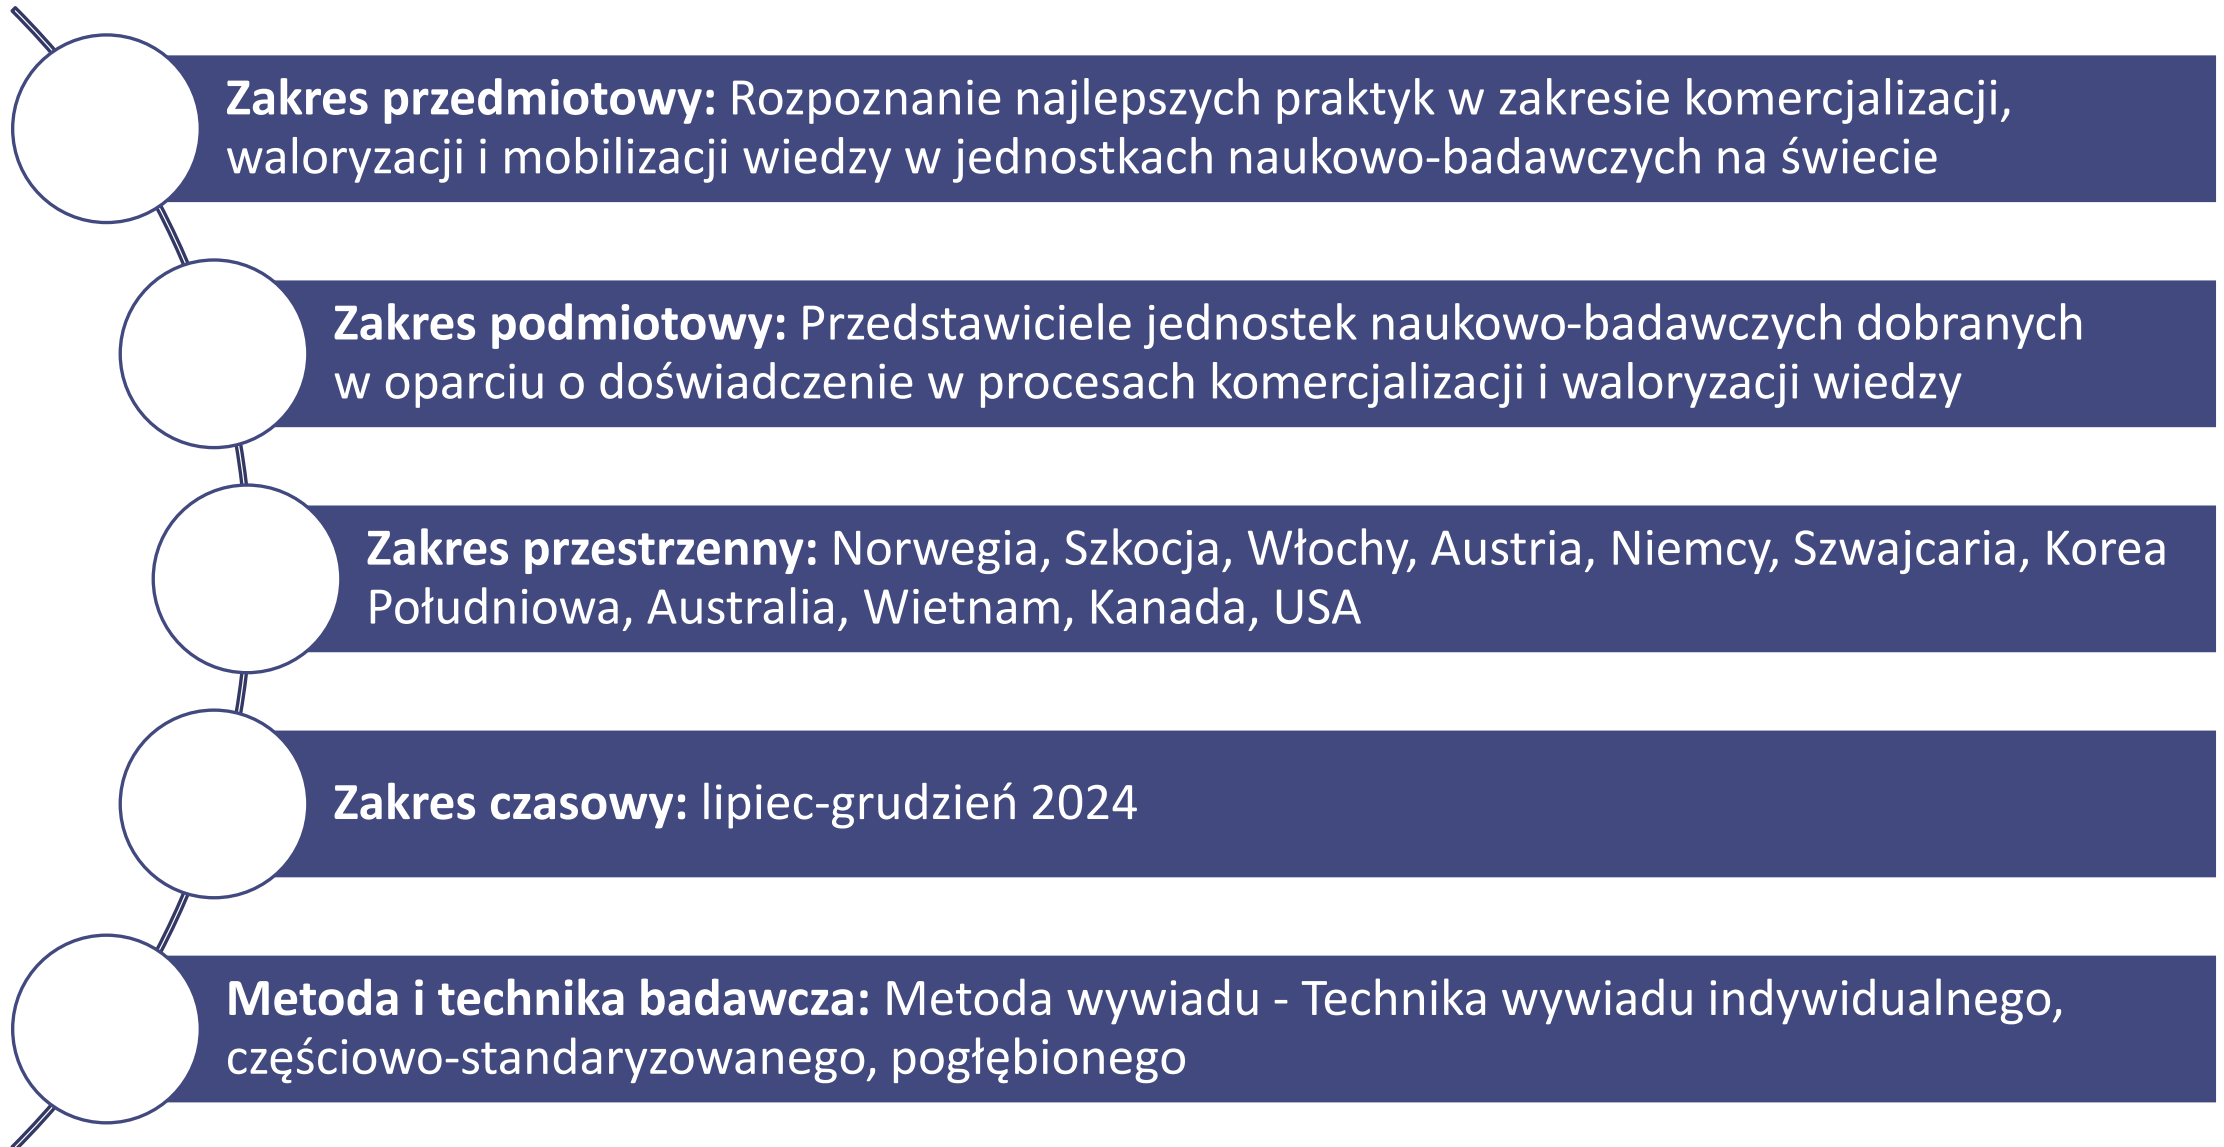 Zakres przedmiotowy: Rozpoznanie najlepszych praktyk w zakresie komercjalizacji,
waloryzacji i mobilizacji wiedzy w jednostkach naukowo-badawczych na świecie
Zakres podmiotowy: Przedstawiciele jednostek naukowo-badawczych dobranych
w oparciu o doświadczenie w procesach komercjalizacji i waloryzacji wiedzy
Zakres przestrzenny: Norwegia, Szkocja, Włochy, Austria, Niemcy, Szwajcaria, Korea
Południowa, Australia, Wietnam, Kanada, USA
Zakres czasowy: lipiec-grudzień 2024
Metoda i technika badawcza: Metoda wywiadu - Technika wywiadu indywidualnego,
częściowo-standaryzowanego, pogłębionego